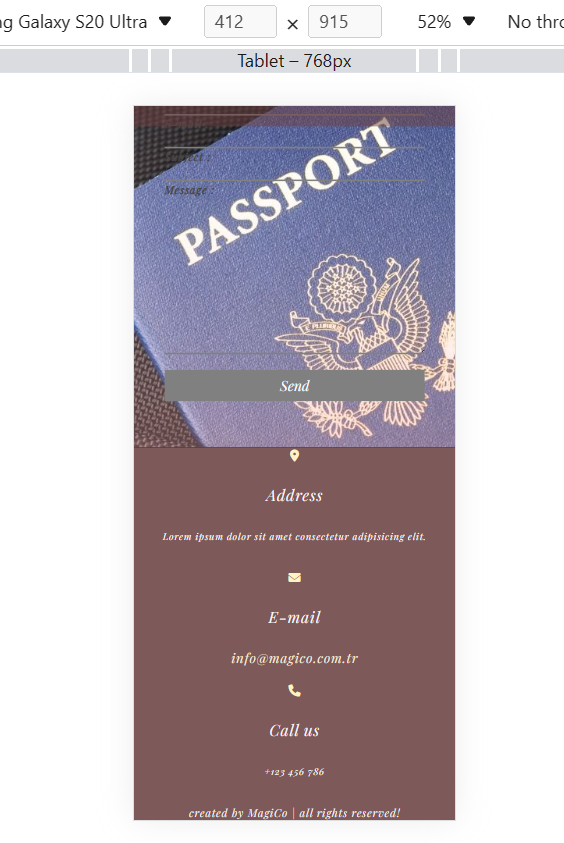 ng Galaxy S20 Ultra 412 × 915 52% No thro
Tablet – 768px
PASSPORT
Message :
Send
Address
Lorem ipsum dolor sit amet consectetur adipisicing elit.
E-mail
info@magico.com.tr
Call us
+123 456 786
created by MagiCo | all rights reserved!